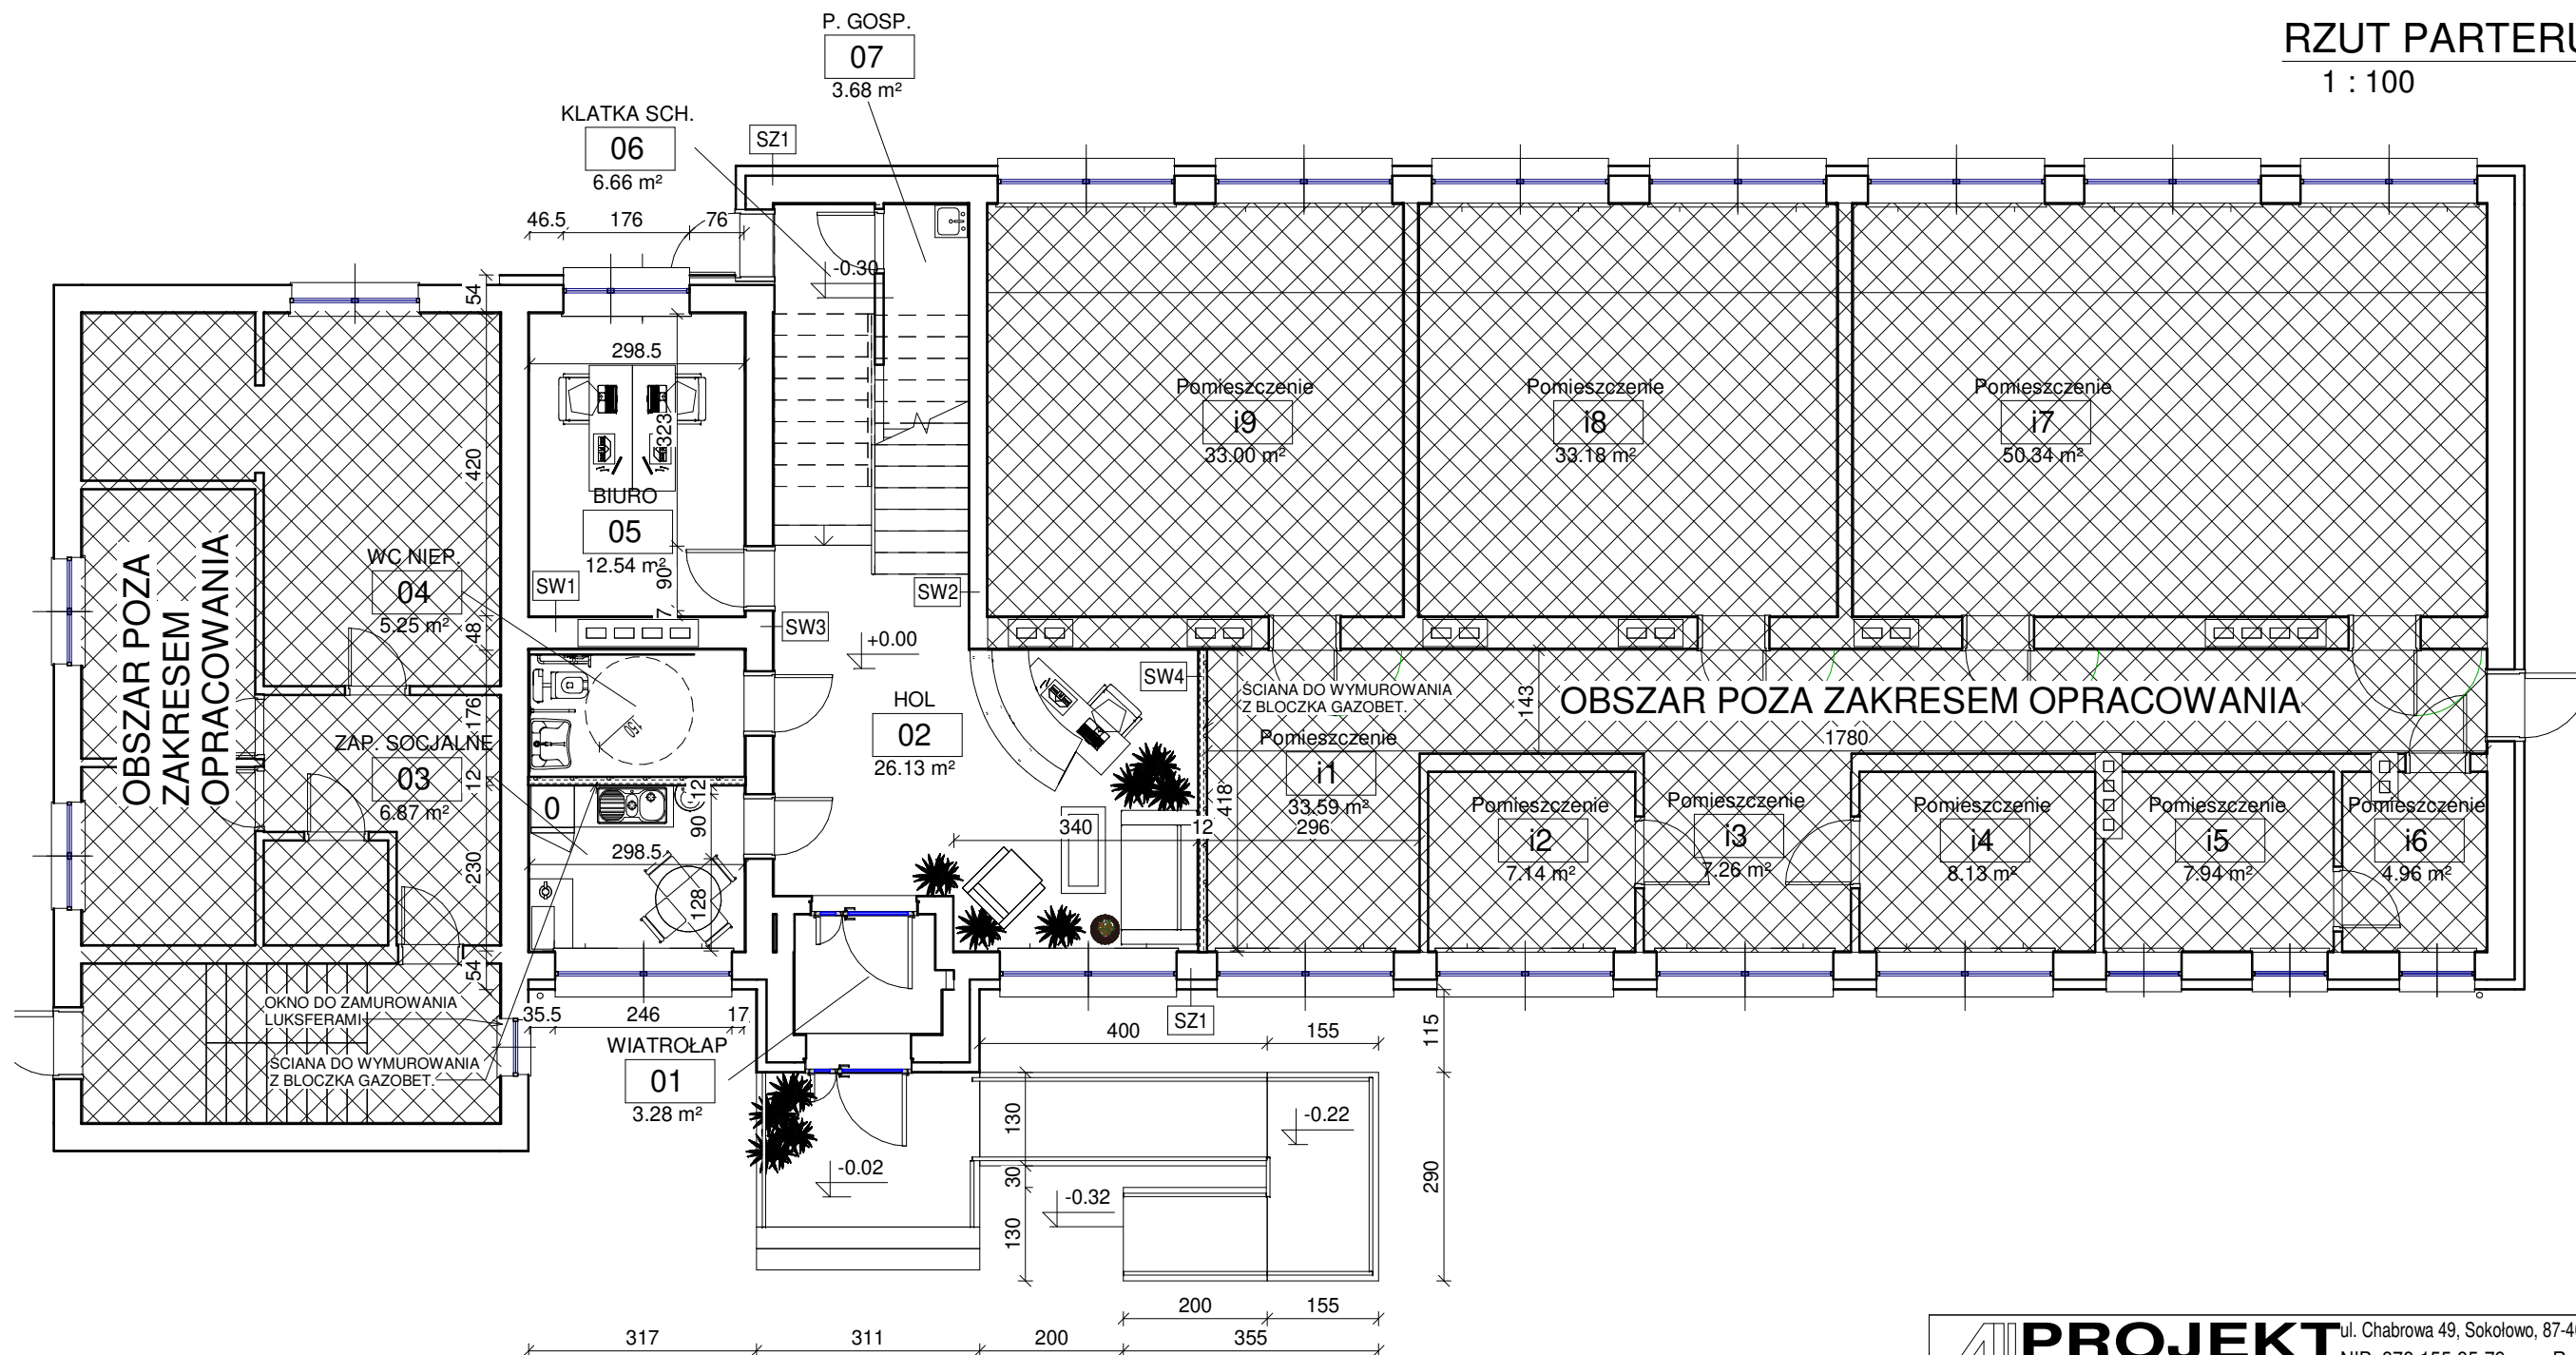 P. GOSP.
07
3.68 m²
RZUT PARTERU
1 : 100
KLATKA SCH.
06
6.66 m²
SZ1
46.5 176 76
-0.30
54
298.5
323
420
BIURO
05
12.54 m²
90
7
SW1
SW2
SW3
Pomieszczenie
i9
33.00 m²
Pomieszczenie
i8
33.18 m²
Pomieszczenie
i7
50.34 m²
OBSZAR POZA
ZAKRESEM
OPRACOWANIA
WC NIEP.
04
5.25 m²
48
+0.00
HOL
02
26.13 m²
SW4
ŚCIANA DO WYMUROWANIA
Z BLOCZKA GAZOBET.
143
OBSZAR POZA ZAKRESEM OPRACOWANIA
1780
176
150
ZAP. SOCJALNE
03
6.87 m²
12
12
0
90
298.5
128
230
54
340 12 296
418
Pomieszczenie
i1
33.59 m²
Pomieszczenie
i2
7.14 m²
Pomieszczenie
i3
7.26 m²
Pomieszczenie
i4
8.13 m²
Pomieszczenie
i5
7.94 m²
Pomieszczenie
i6
4.96 m²
OKNO DO ZAMUROWANIA
LUKSFERAMI
ŚCIANA DO WYMUROWANIA
Z BLOCZKA GAZOBET.
35.5 246 17
WIATROŁAP
01
3.28 m²
SZ1
400 155
115
130
30
130
290
-0.22
-0.02
-0.32
200 155
317 311 200 355
PROJEKT
ul. Chabrowa 49, Sokołowo, 87-40